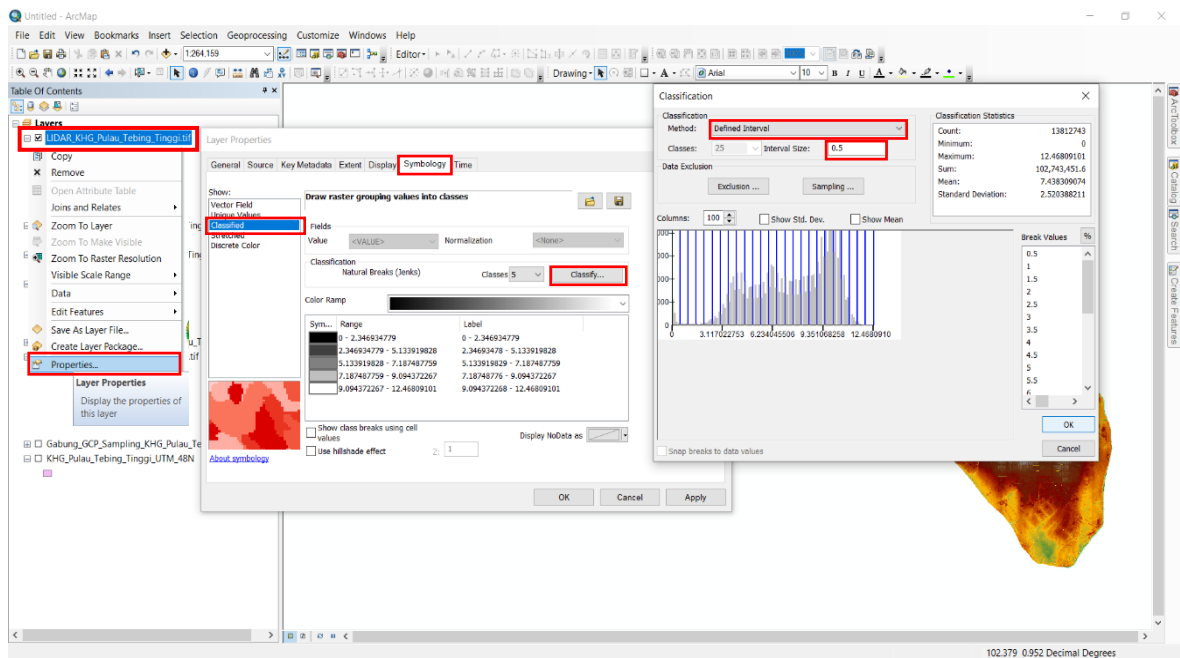 Untitled - ArcMap
File Edit View Bookmarks Insert Selection Geoprocessing Customize Windows Help
1:264,159
Editor
Drawing
Arial
10
B I U A
Table Of Contents
Layers
LIDAR_KHG_Pulau_Tebing_Tinggi.tif
Copy
Remove
Open Attribute Table
Joins and Relates
Zoom To Layer
Zoom To Make Visible
Zoom To Raster Resolution
Visible Scale Range
Data
Edit Features
Save As Layer File...
Create Layer Package...
Properties...
Layer Properties
Display the properties of
this layer
Gabung_GCP_Sampling_KHG_Pulau_Te
KHG_Pulau_Tebing_Tinggi_UTM_48N
Layer Properties
General Source Key Metadata Extent Display Symbology Time
Show:
Vector Field
Unique Values
Classified
Stretched
Discrete Color
About symbology
Draw raster grouping values into classes
Fields
Value <VALUE> Normalization <None>
Classification
Natural Breaks (Jenks) Classes 5 Classify...
Color Ramp
Sym... Range Label
0 - 2.346934779 0 - 2.346934779
2.346934779 - 5.133919828 2.34693478 - 5.133919828
5.133919828 - 7.187487759 5.133919829 - 7.187487759
7.187487759 - 9.094372267 7.18748776 - 9.094372267
9.094372267 - 12.46809101 9.094372268 - 12.46809101
Show class breaks using cell
values
Display NoData as
Use hillshade effect Z: 1
OK Cancel Apply
Classification
Classification
Method: Defined Interval
Classes: 25 Interval Size: 0.5
Data Exclusion
Exclusion ... Sampling ...
Classification Statistics
Count: 13812743
Minimum: 0
Maximum: 12.46809101
Sum: 102,743,451.6
Mean: 7.438309074
Standard Deviation: 2.520388211
Columns: 100 Show Std. Dev. Show Mean
0 3.117022753 6.234045506 9.351068258 12.4680910
Break Values %
0.5
1
1.5
2
2.5
3
3.5
4
4.5
5
5.5
6
OK
Cancel
Snap breaks to data values
ArcToolbox
Catalog
Search
Create Features
102.379 0.952 Decimal Degrees